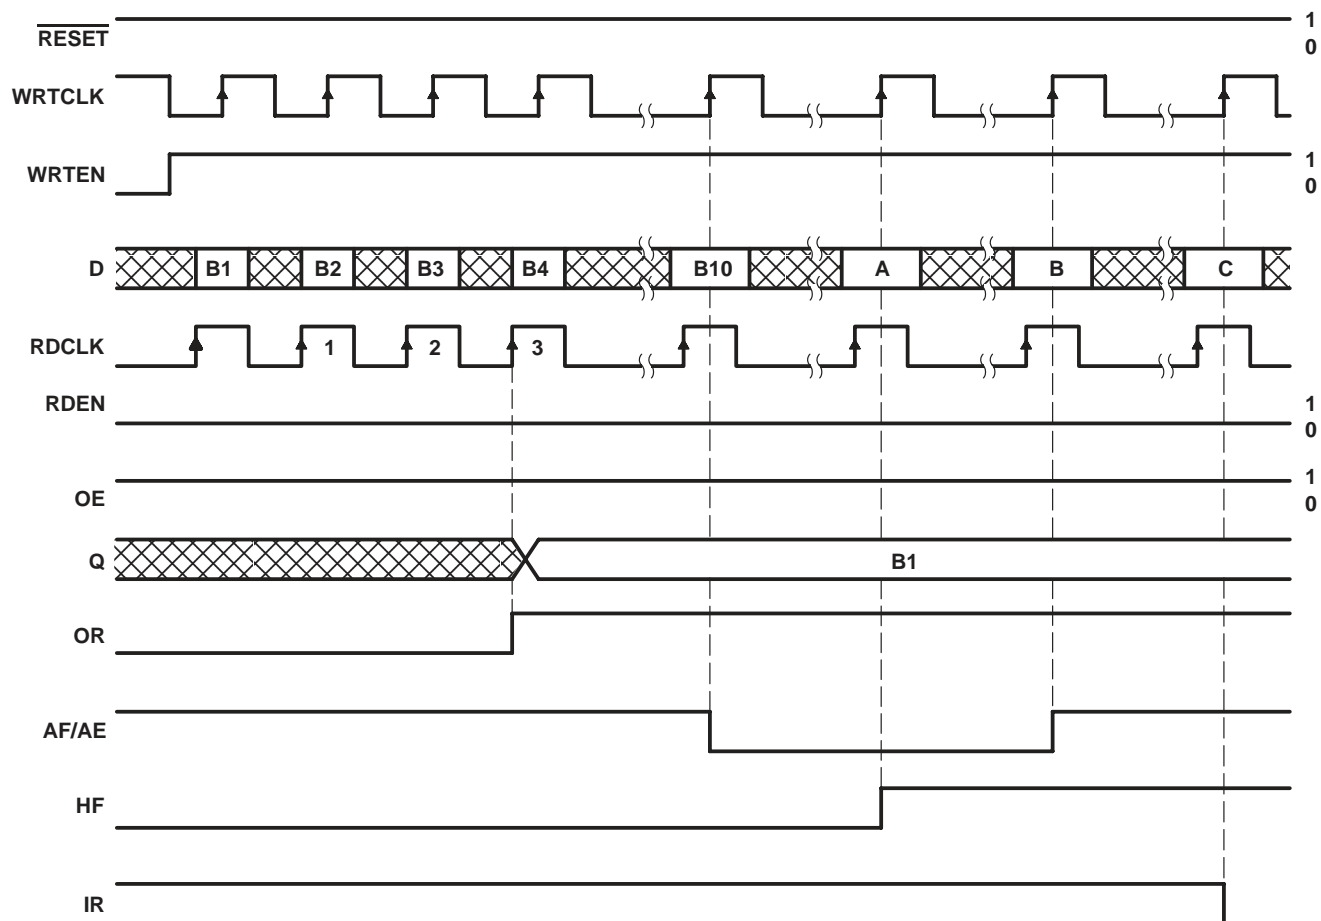 RESET
1
0
WRTCLK
WRTEN
1
0
D B1 B2 B3 B4 B10 A B C
RDCLK 1 2 3
RDEN
1
0
OE
1
0
Q B1
OR
AF/AE
HF
IR